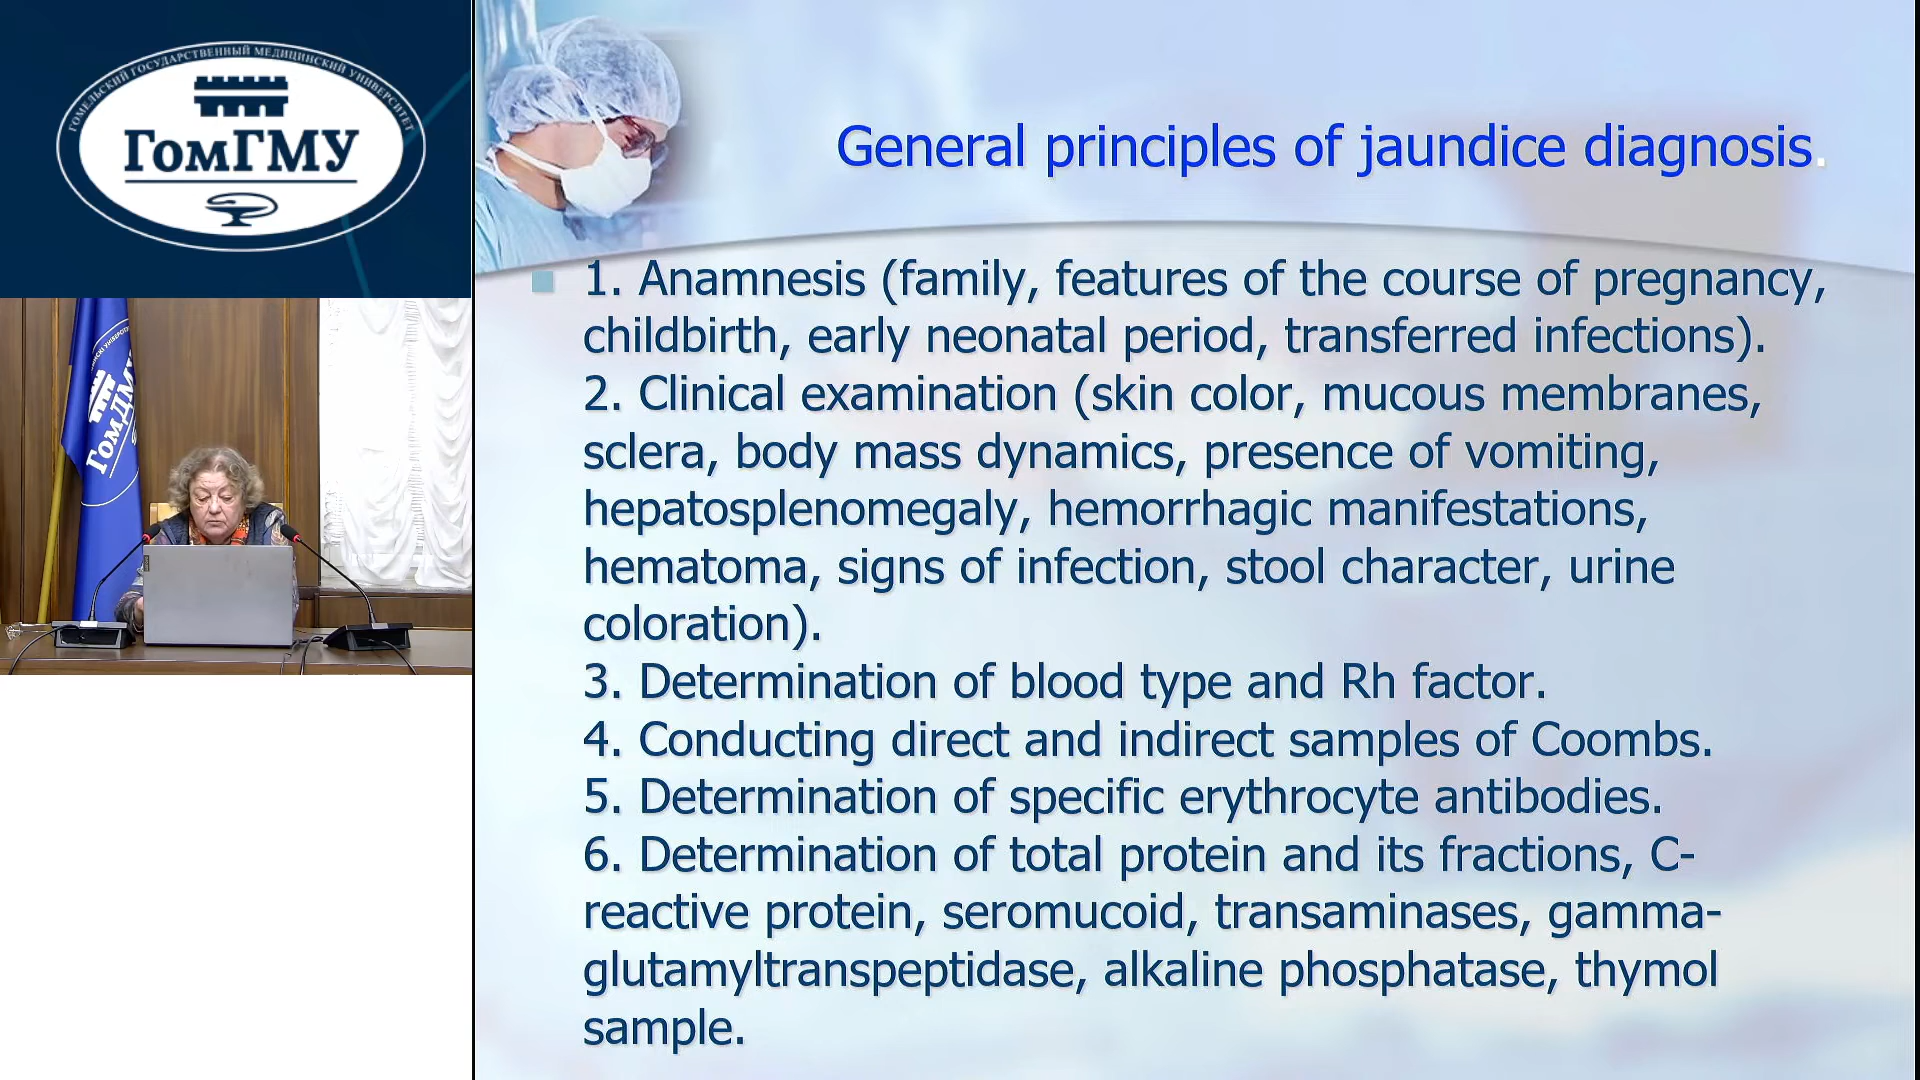 ГОМЕЛЬСКИЙ ГОСУДАРСТВЕННЫЙ МЕДИЦИНСКИЙ УНИВЕРСИТЕТ
ГомГМУ
ГомДМУ
General principles of jaundice diagnosis.
1. Anamnesis (family, features of the course of pregnancy,
childbirth, early neonatal period, transferred infections).
2. Clinical examination (skin color, mucous membranes,
sclera, body mass dynamics, presence of vomiting,
hepatosplenomegaly, hemorrhagic manifestations,
hematoma, signs of infection, stool character, urine
coloration).
3. Determination of blood type and Rh factor.
4. Conducting direct and indirect samples of Coombs.
5. Determination of specific erythrocyte antibodies.
6. Determination of total protein and its fractions, C-
reactive protein, seromucoid, transaminases, gamma-
glutamyltranspeptidase, alkaline phosphatase, thymol
sample.